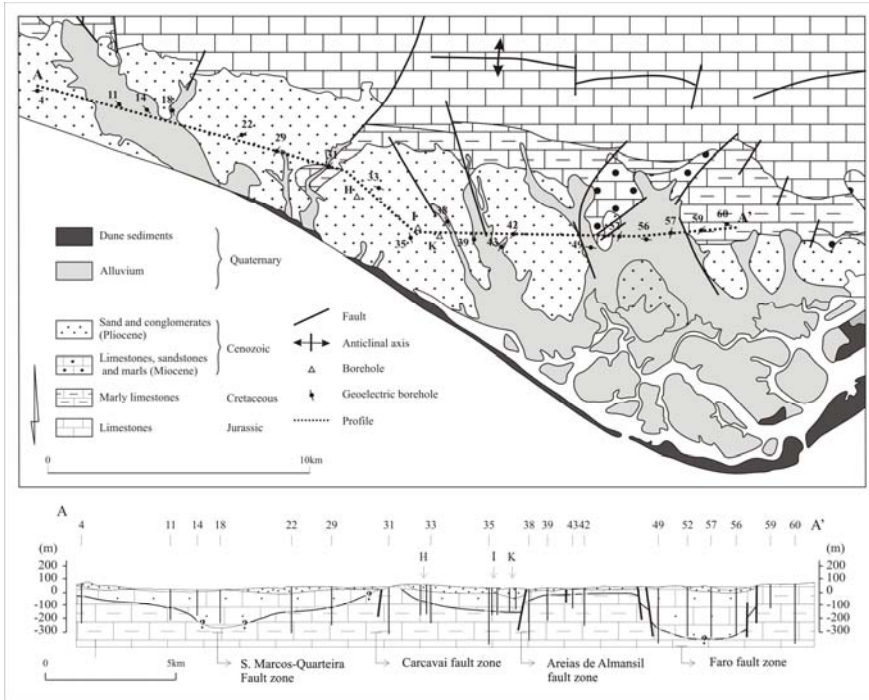 A
4
11
14
18
22
29
31
H
33
I
35
K
38
39
43
42
49
55
56
57
59
60
A'
Dune sediments
Alluvium
Quaternary
Sand and conglomerates
(Pliocene)
Limestones, sandstones
and marls (Miocene)
Cenozoic
Marly limestones
Cretaceous
Limestones
Jurassic
Fault
Anticlinal axis
Borehole
Geoelectric borehole
Profile
0
10km
A
A'
4 11 14 18 22 29 31 33 35 38 39 43 42 49 52 57 56 59 60
(m)
H I K
(m)
200
100
0
-100
-200
-300
200
100
0
-100
-200
-300
? ? ? ?
0
5km
S. Marcos-Quarteira
Fault zone
Carcavai fault zone
Areias de Almansil
fault zone
Faro fault zone